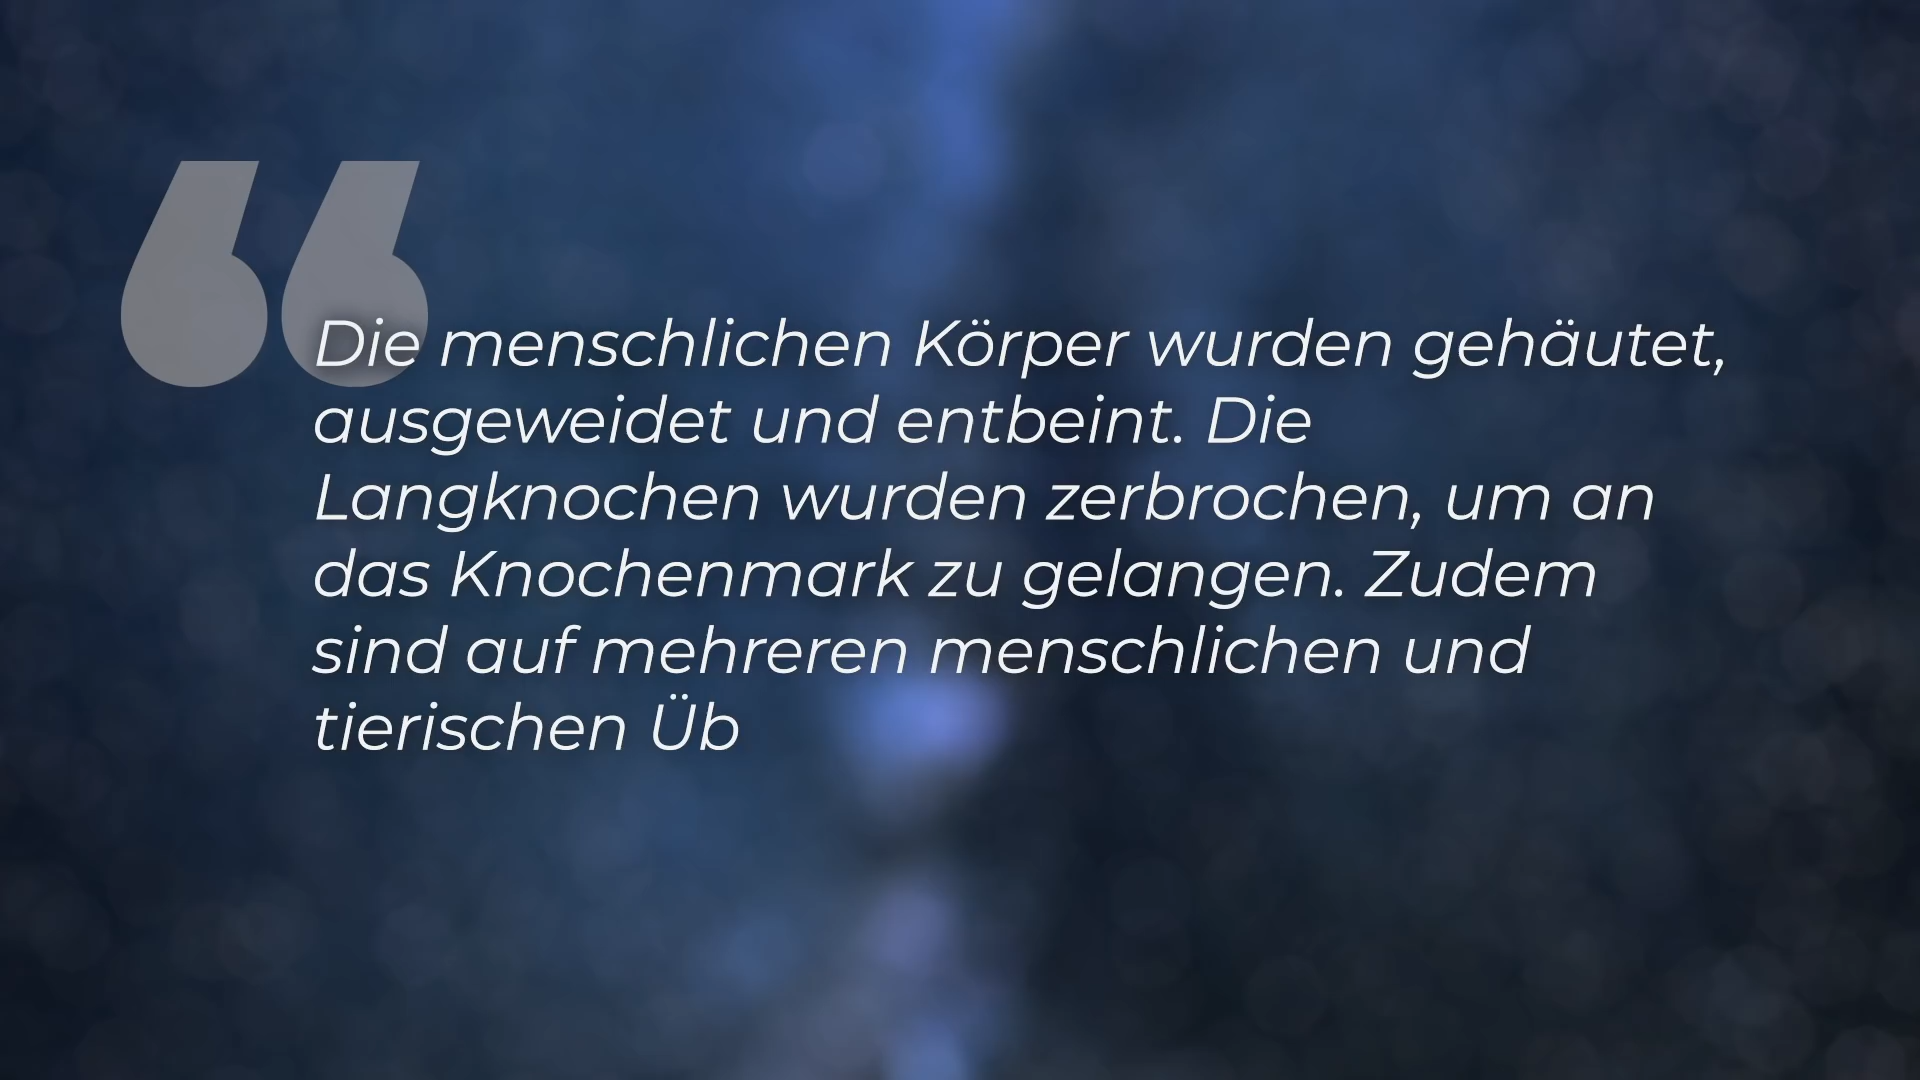 Die menschlichen Körper wurden gehäutet,
ausgeweidet und entbeint. Die
Langknochen wurden zerbrochen, um an
das Knochenmark zu gelangen. Zudem
sind auf mehreren menschlichen und
tierischen Üb